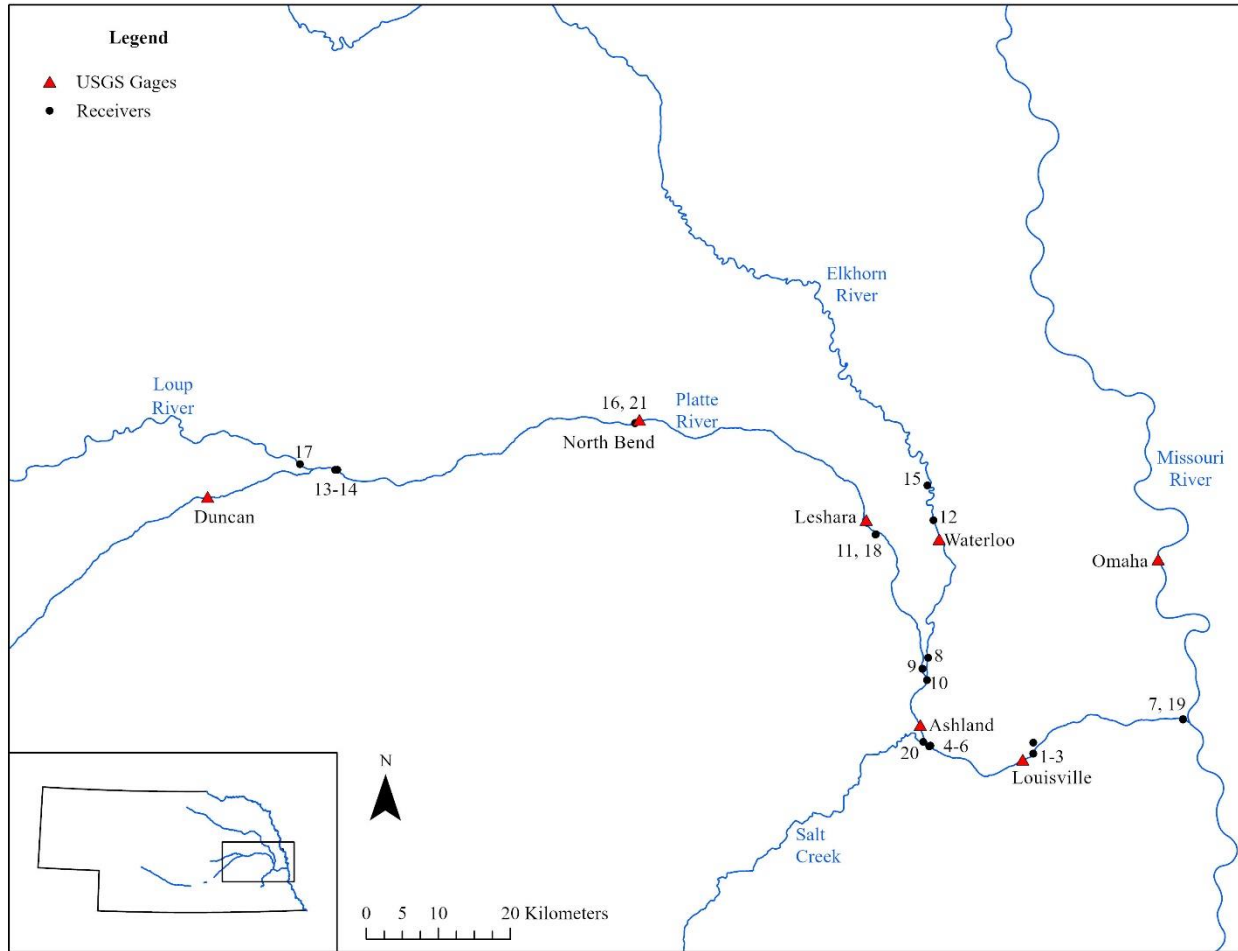 Legend
USGS Gages
Receivers
Elkhorn
River
Loup
River
16, 21
Platte
River
North Bend
17
13-14
Missouri
River
15
Duncan
Leshara
12
11, 18
Waterloo
Omaha
8
9
10
7, 19
Ashland
20
4-6
1-3
Louisville
N
Salt
Creek
0 5 10 20 Kilometers